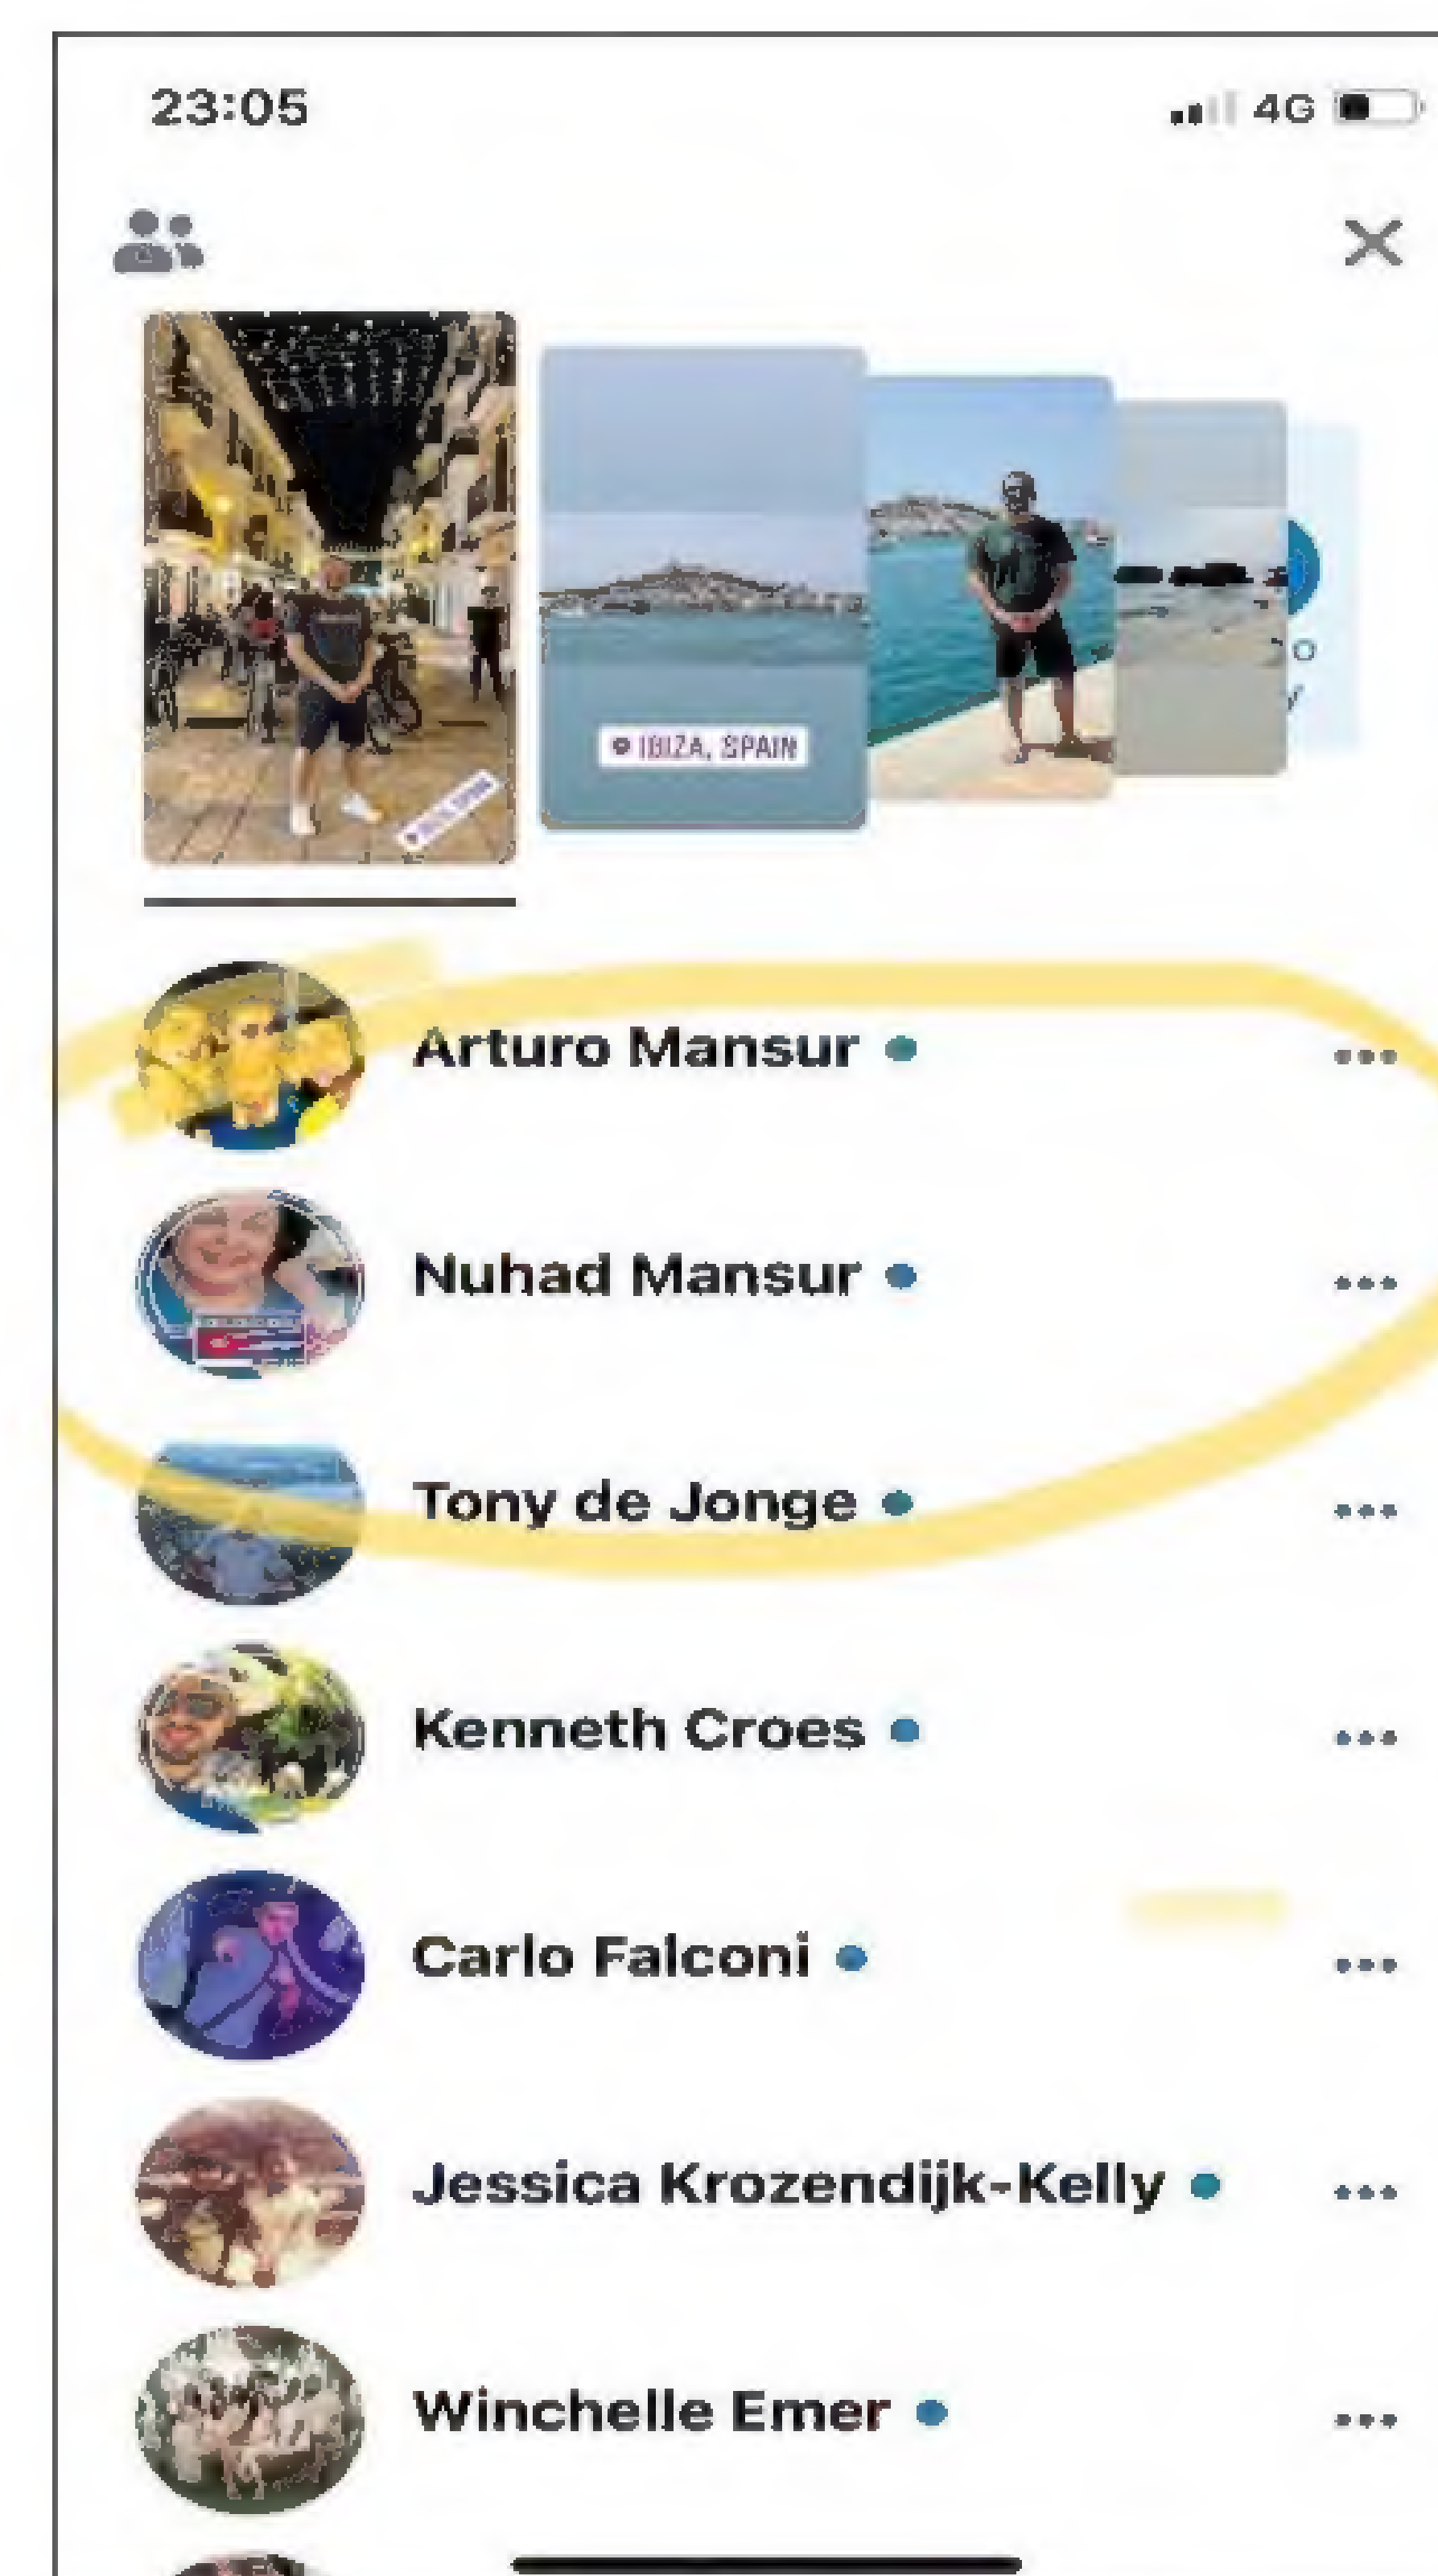 23:05 4G
IBIZA, SPAIN
Arturo Mansur
Nuhad Mansur
Tony de Jonge
Kenneth Croes
Carlo Falconi
Jessica Krozendijk-Kelly
Winchelle Emer